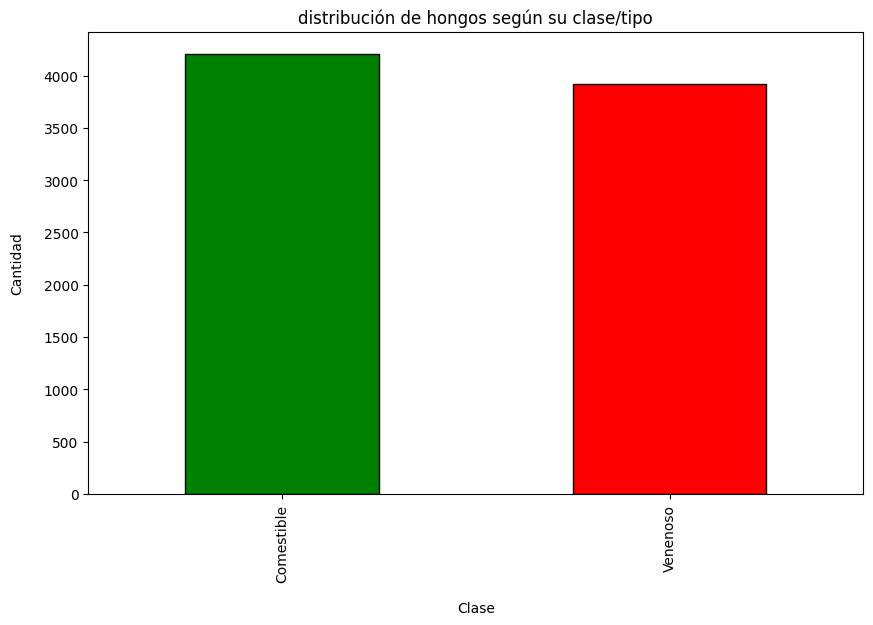 distribución de hongos según su clase/tipo
Cantidad
4000
3500
3000
2500
2000
1500
1000
500
0
Comestible
Venenoso
Clase